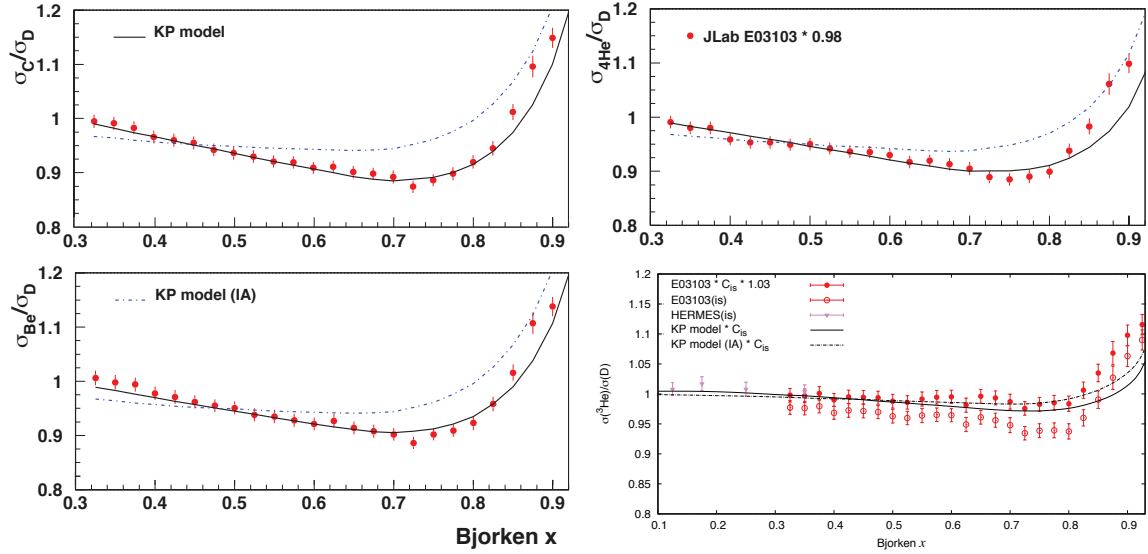 1.2
1.1
1
0.9
0.8
σC/σD
KP model
0.3 0.4 0.5 0.6 0.7 0.8 0.9
1.2
1.1
1
0.9
0.8
σ4He/σD
JLab E03103 * 0.98
0.3 0.4 0.5 0.6 0.7 0.8 0.9
1.2
1.1
1
0.9
0.8
σBe/σD
KP model (IA)
0.3 0.4 0.5 0.6 0.7 0.8 0.9
Bjorken x
1.2
1.15
1.1
1.05
1
0.95
0.9
0.85
0.8
σ(³He)/σ(D)
E03103 * Cis * 1.03
E03103(is)
HERMES(is)
KP model * Cis
KP model (IA) * Cis
0.1 0.2 0.3 0.4 0.5 0.6 0.7 0.8 0.9
Bjorken x